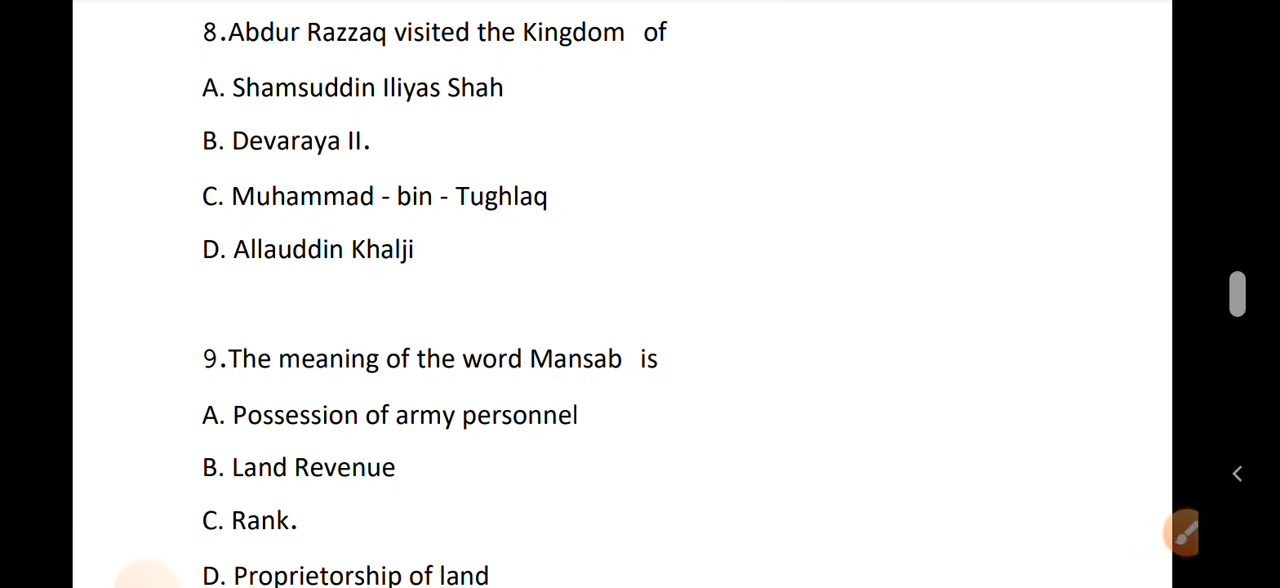 8.Abdur Razzaq visited the Kingdom of
A. Shamsuddin Iliyas Shah
B. Devaraya II.
C. Muhammad - bin - Tughlaq
D. Allauddin Khalji
9.The meaning of the word Mansab is
A. Possession of army personnel
B. Land Revenue
C. Rank.
D. Proprietorship of land